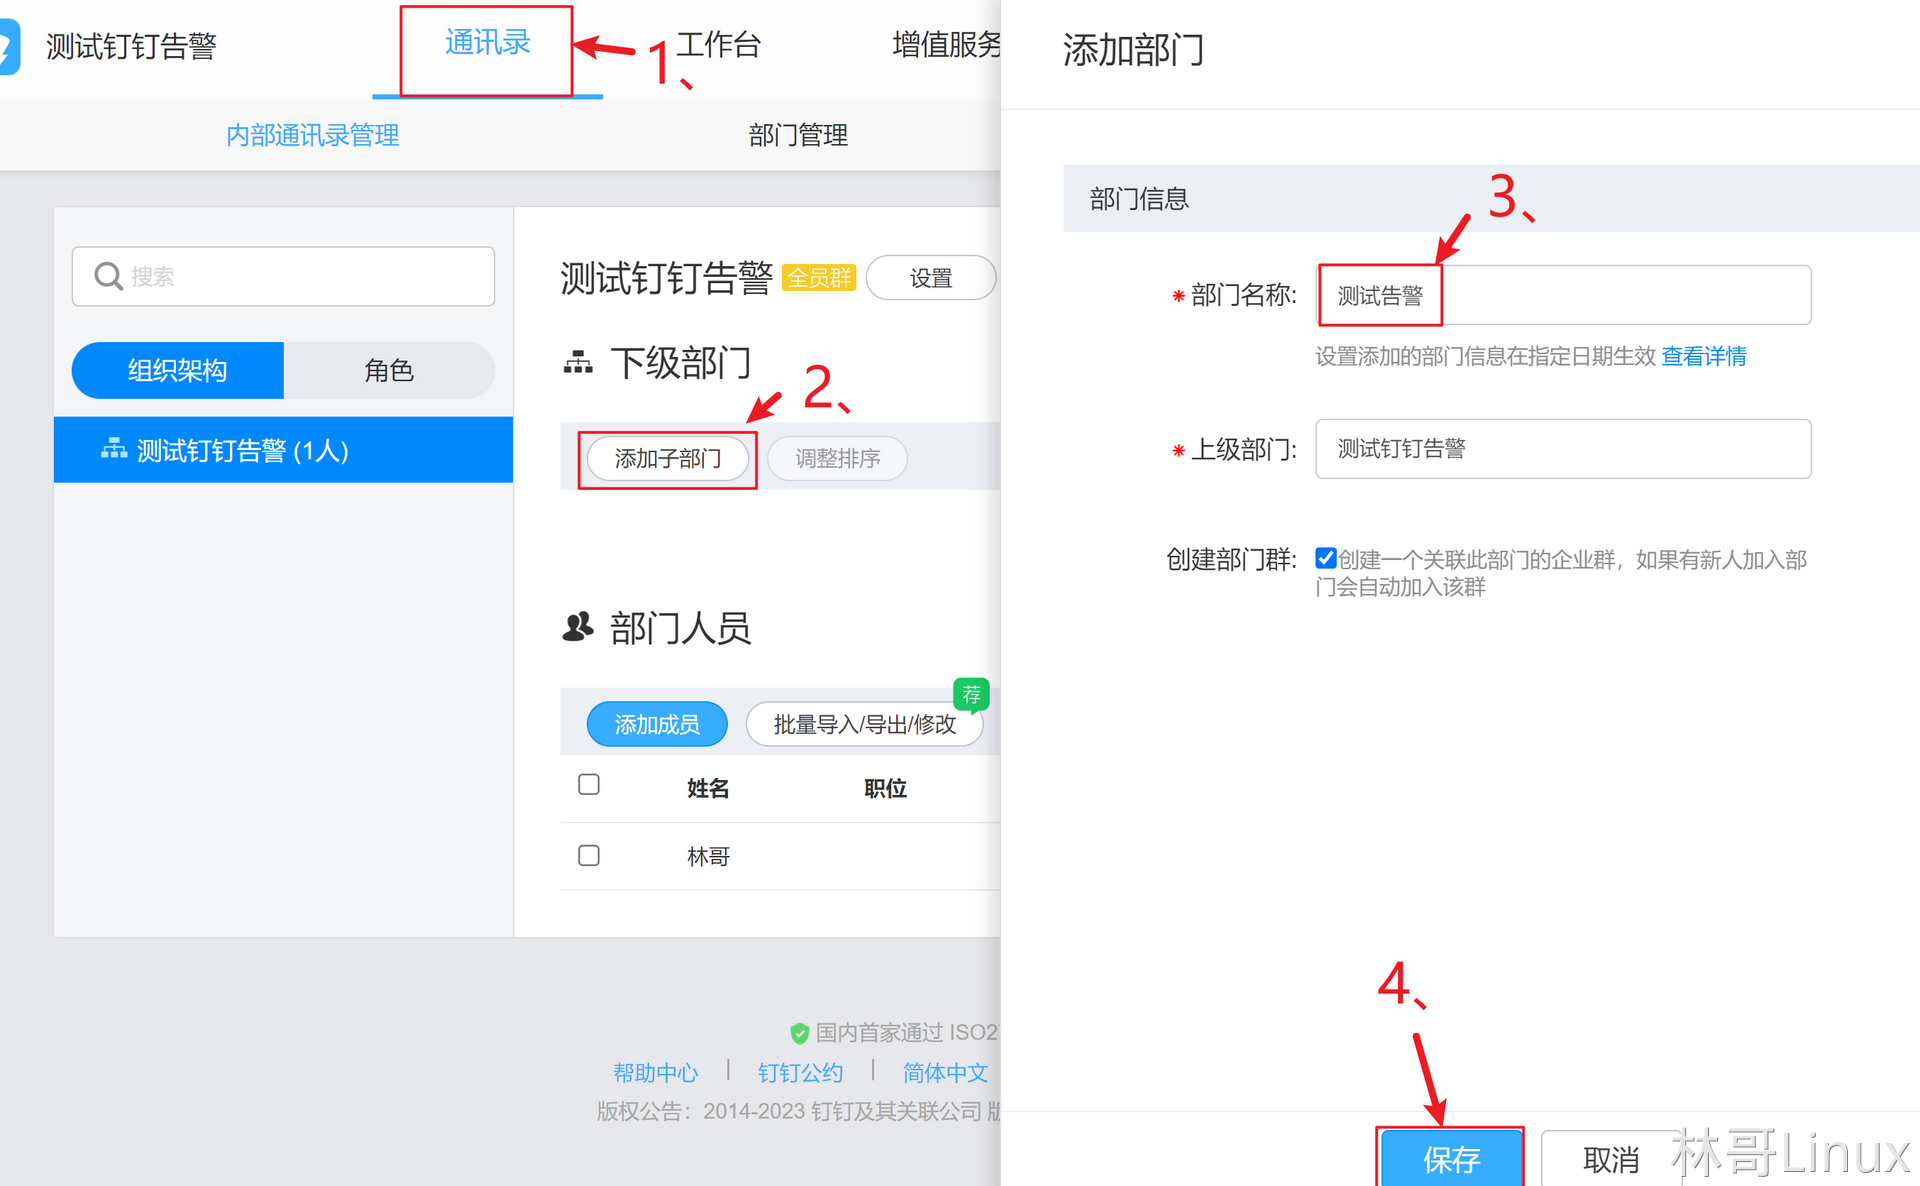 测试钉钉告警
通讯录
1、
工作台
增值服务
内部通讯录管理
部门管理
搜索
组织架构
角色
测试钉钉告警 (1人)
测试钉钉告警
全员群
设置
下级部门
2、
添加子部门
调整排序
部门人员
添加成员
批量导入/导出/修改
荐
姓名
职位
林哥
国内首家通过 ISO27
帮助中心 | 钉钉公约 | 简体中文
版权公告：2014-2023 钉钉及其关联公司 版
添加部门
部门信息
3、
* 部门名称:
测试告警
设置添加的部门信息在指定日期生效 查看详情
* 上级部门:
测试钉钉告警
创建部门群:
创建一个关联此部门的企业群，如果有新人加入部
门会自动加入该群
4、
保存
取消
林哥Linux